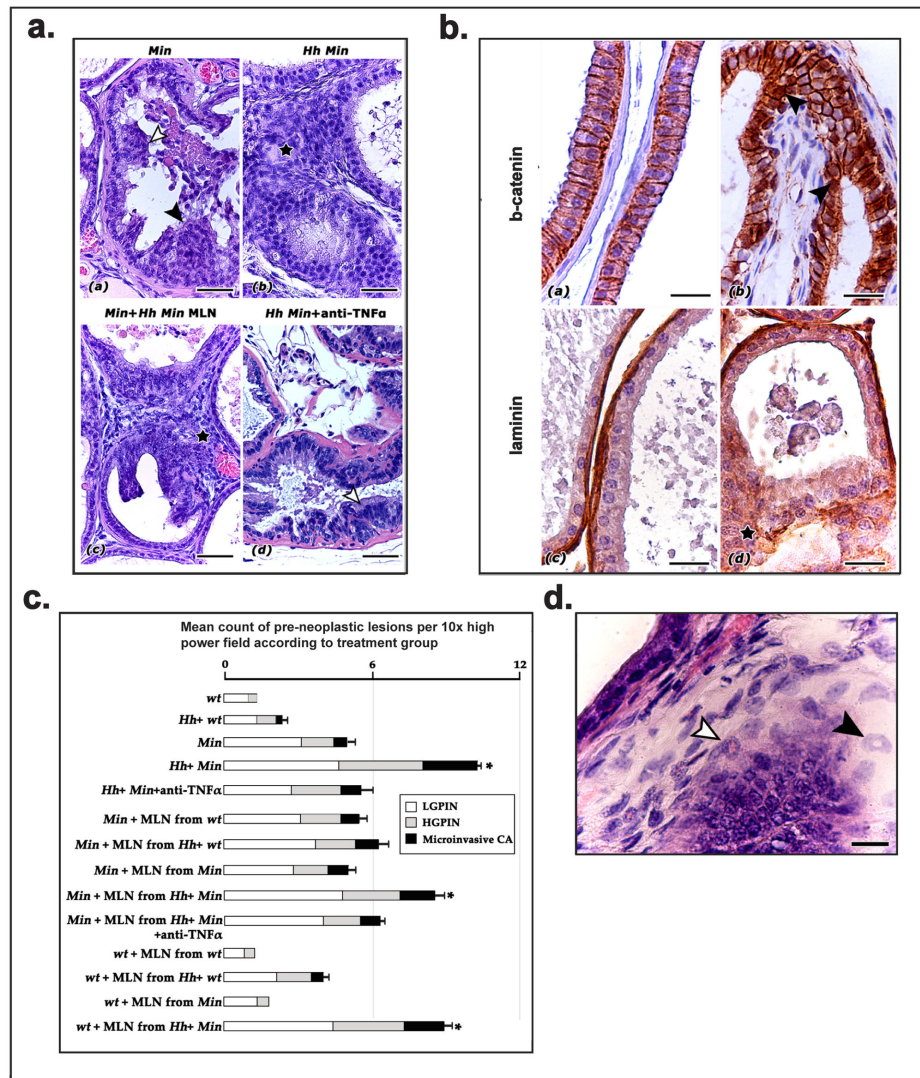 a.
Min
Hh Min
(a)
(b)
Min+Hh Min MLN
Hh Min+anti-TNFα
(c)
(d)
b.
b-catenin
(a)
(b)
laminin
(c)
(d)
c.
Mean count of pre-neoplastic lesions per 10x high
power field according to treatment group
0 6 12
wt
Hh+ wt
Min
Hh+ Min
*
Hh+ Min+anti-TNFα
Min + MLN from wt
Min + MLN from Hh+ wt
Min + MLN from Min
Min + MLN from Hh+ Min
*
Min + MLN from Hh+ Min
+anti-TNFα
wt + MLN from wt
wt + MLN from Hh+ wt
wt + MLN from Min
wt + MLN from Hh+ Min
*
LGPIN
HGPIN
Microinvasive CA
d.